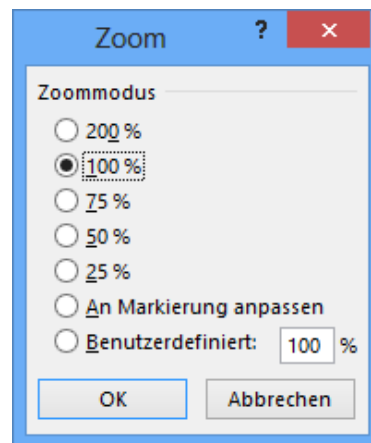 Zoom ? ×
Zoommodus
200 %
100 %
75 %
50 %
25 %
An Markierung anpassen
Benutzerdefiniert: 100 %
OK Abbrechen